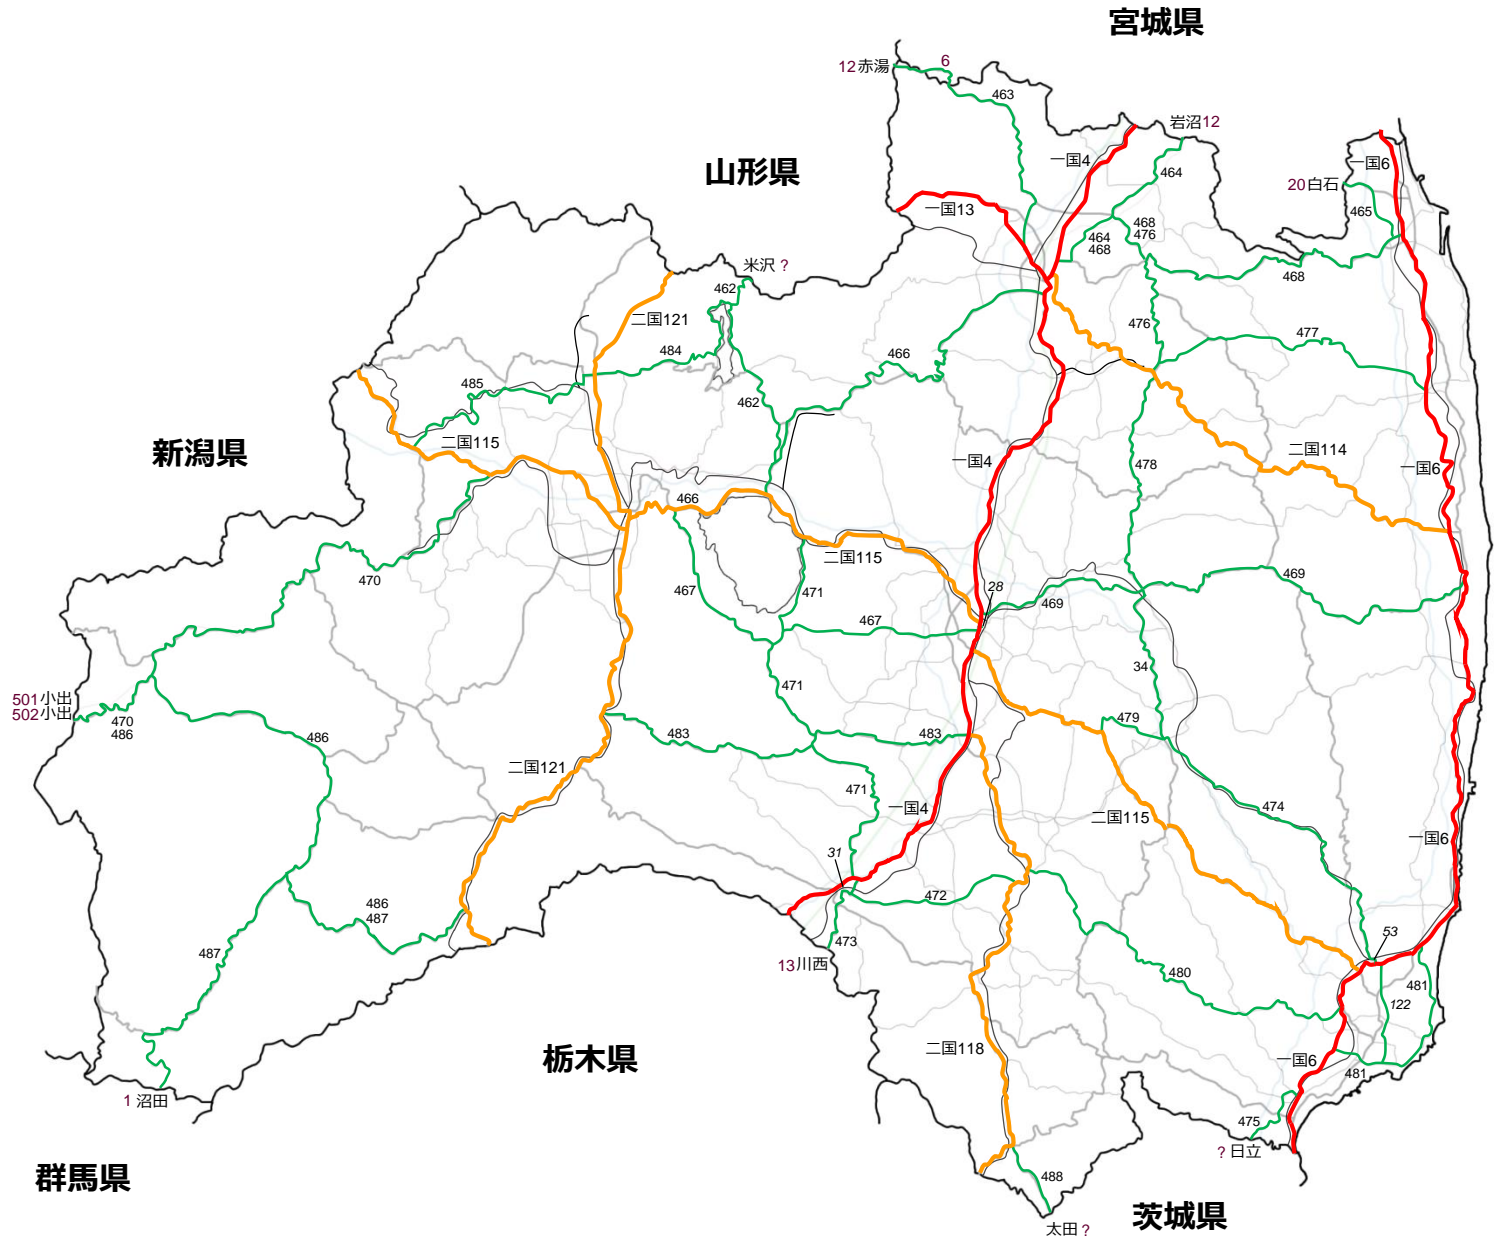 宮城県
12赤湯
6
463
岩沼12
一国4
464
一国6
20白石
465
山形県
一国13
468
476
464
468
468
米沢 ?
462
二国121
476
477
484
466
485
462
二国115
新潟県
一国4
二国114
478
一国6
466
二国115
470
467
471
28
469
469
467
34
471
501小出
502小出
470
486
486
483
483
479
二国121
471
一国4
474
二国115
一国6
31
472
486
487
473
13川西
53
487
480
481
122
二国118
栃木県
一国6
481
1 沼田
475
? 日立
群馬県
488
茨城県
太田 ?